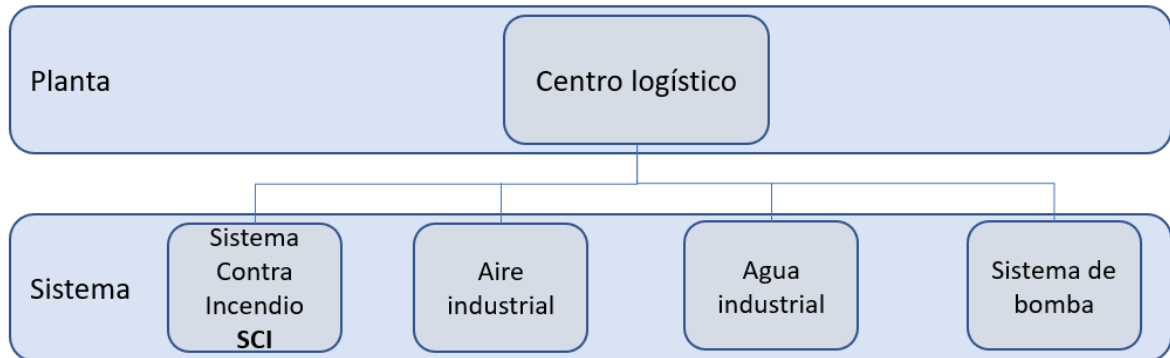 Planta
Centro logístico
Sistema
Sistema
Contra
Incendio
SCI
Aire
industrial
Agua
industrial
Sistema de
bomba